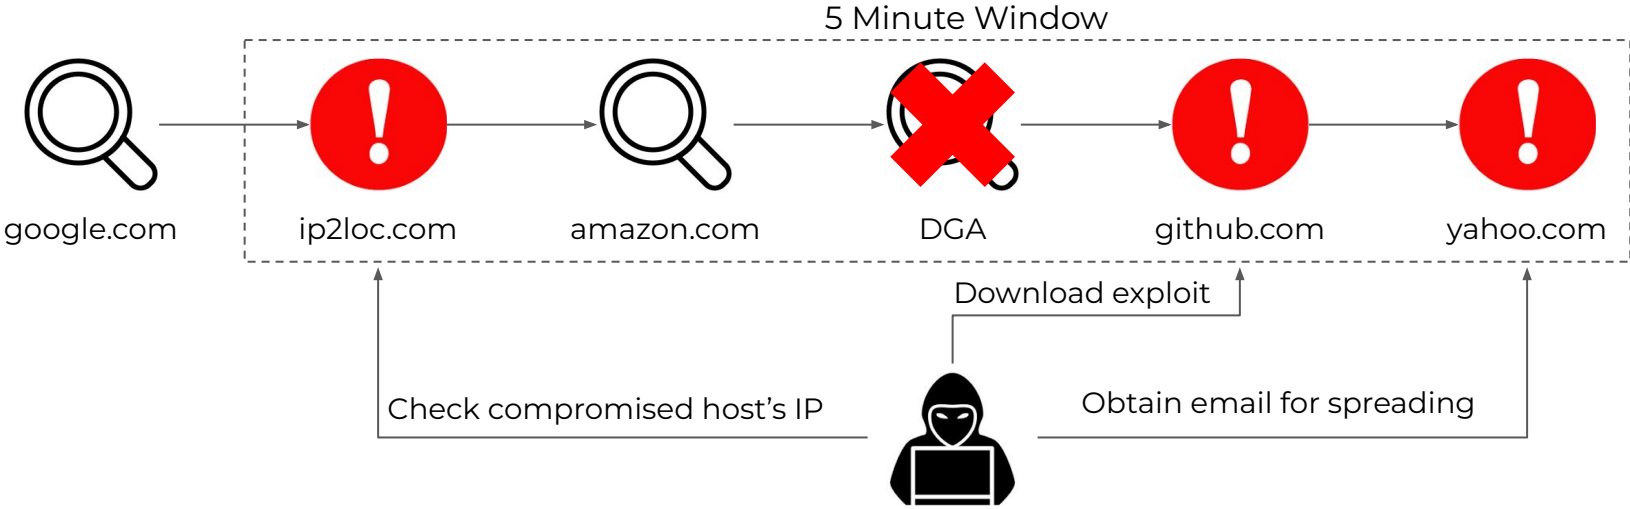 5 Minute Window
google.com
ip2loc.com
amazon.com
DGA
github.com
yahoo.com
Download exploit
Check compromised host’s IP
Obtain email for spreading